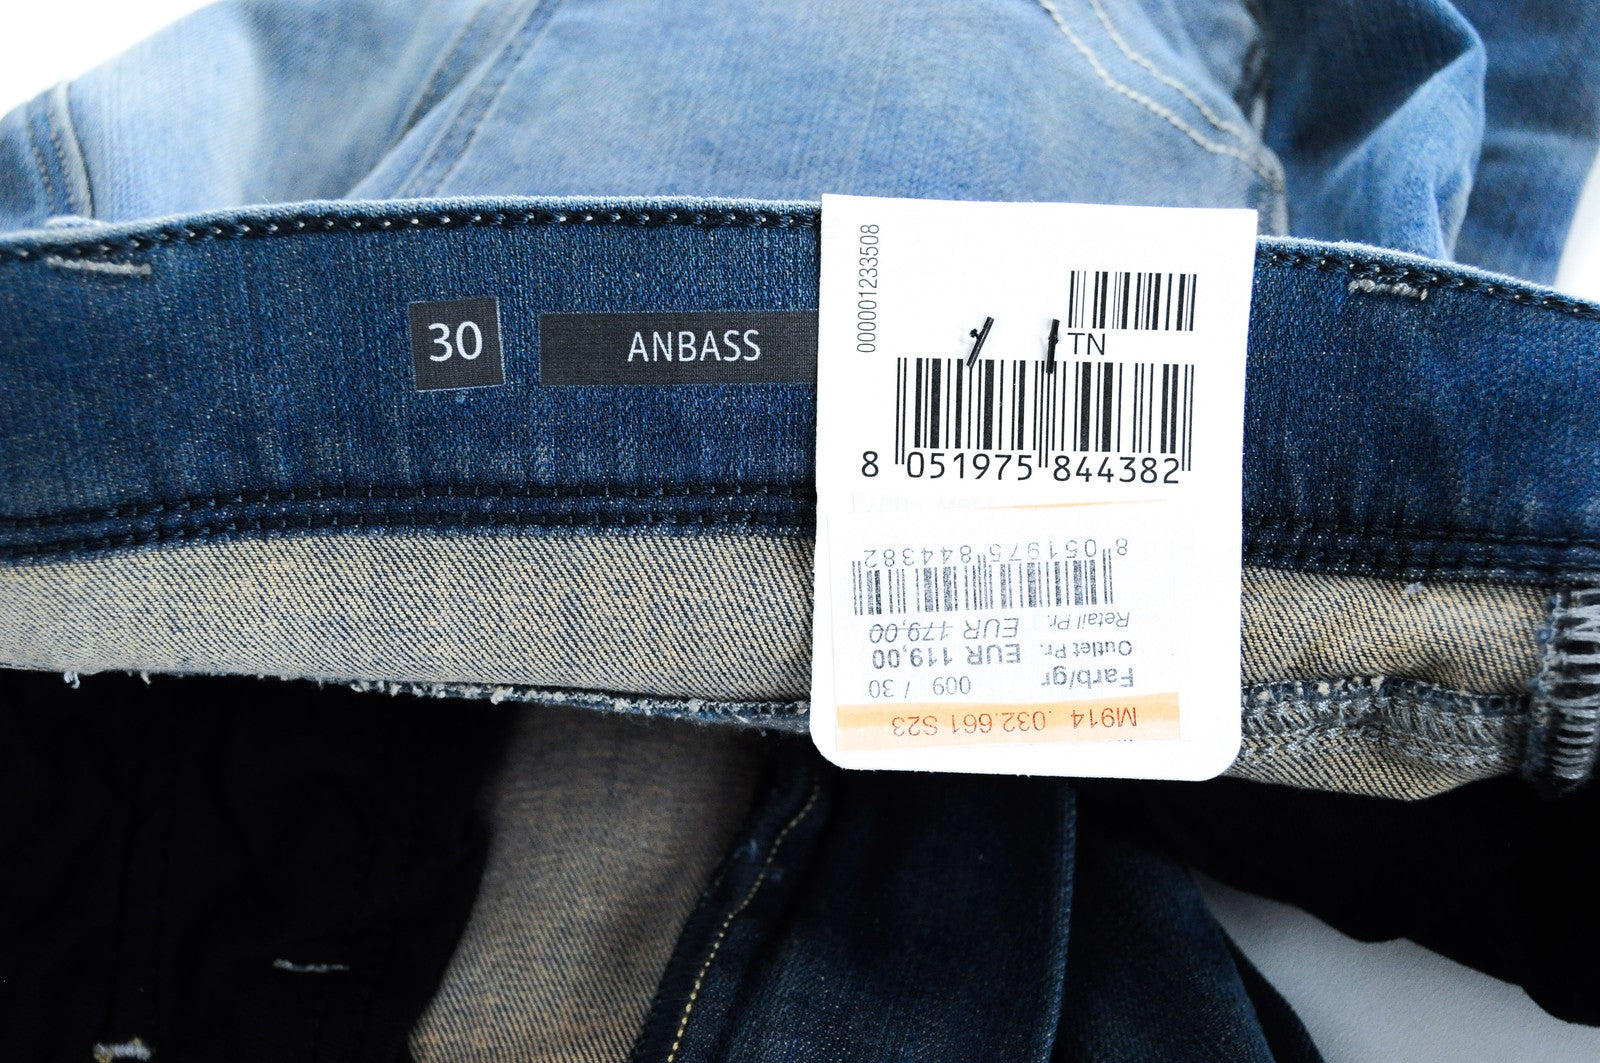 30
ANBASS
000001233508
TN
8 051975 844382
M914 .032.661 S23
Farb/gr 009 / 30
Outlet Pr. EUR 119,00
Retail Pr. EUR 179,00
8 051975 844382